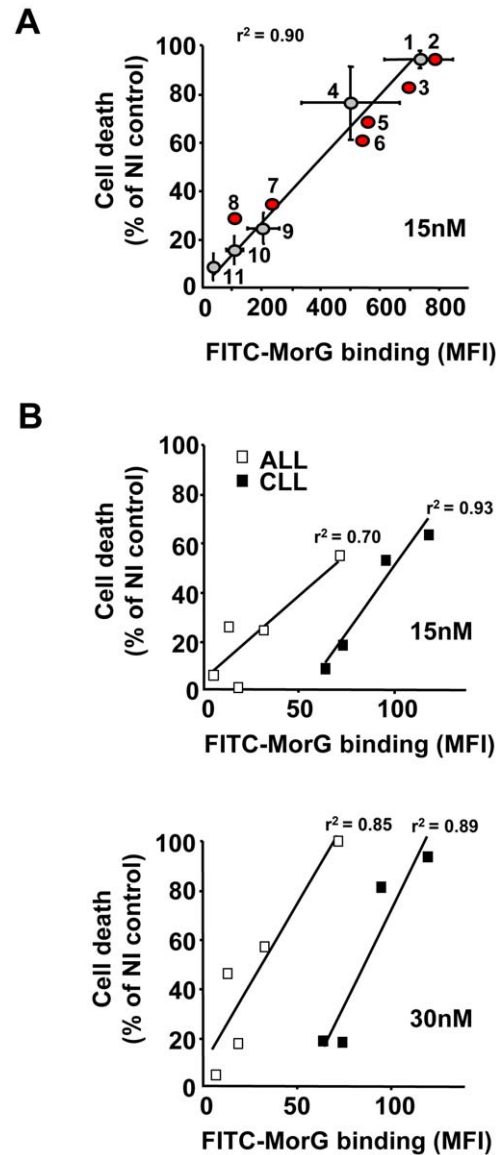 A
r² = 0.90
Cell death
(% of NI control)
100
80
60
40
20
0
1 2
3
4
5
6
7
8
9
10
11
15nM
0 200 400 600 800
FITC-MorG binding (MFI)
B
Cell death
(% of NI control)
100
80
60
40
20
0
ALL
CLL
r² = 0.93
r² = 0.70
15nM
0 50 100
FITC-MorG binding (MFI)
r² = 0.85 r² = 0.89
Cell death
(% of NI control)
100
80
60
40
20
0
30nM
0 50 100
FITC-MorG binding (MFI)